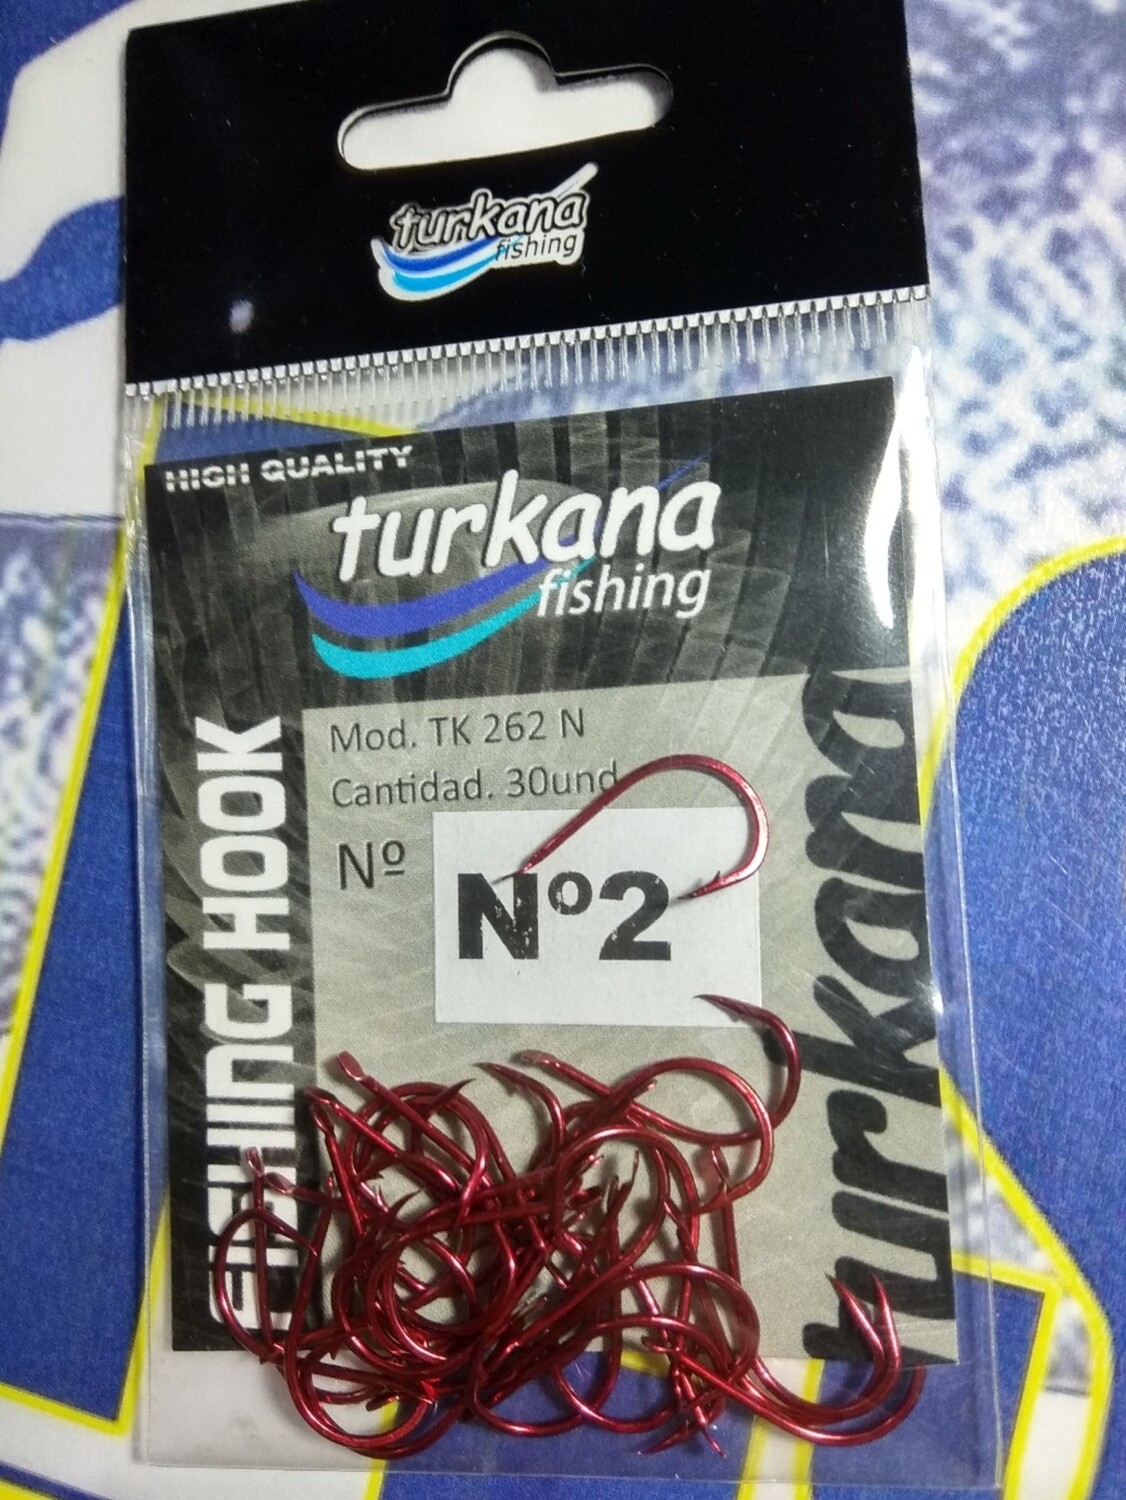 turkana
fishing
HIGH QUALITY
turkana
fishing
Mod. TK 262 N
Cantidad. 30und
Nº
Nº2
FISHING HOOK
turkana